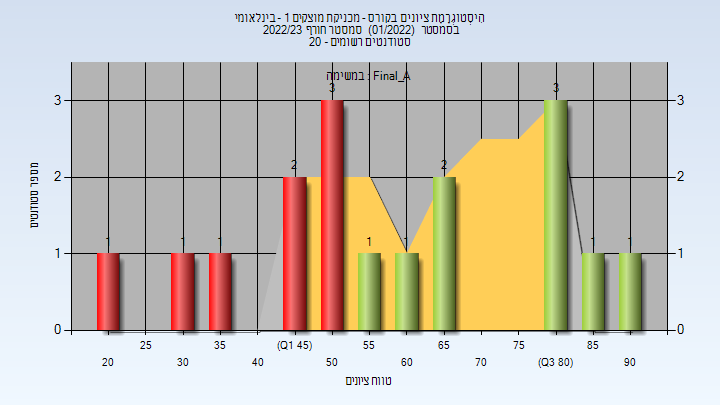 הִיסְטוֹגְרָמַת ציונים בקורס - מכניקת מוצקים 1 - בינלאומי
בסמסטר (01/2022) סמסטר חורף 2022/23
סטודנטים רשומים - 20
במשימה : Final_A
3 3
3 3
2 2
2 2
1 1 1 1 1 1 1
1 1
0 0
מספר סטודנטים
25 35 (Q1 45) 55 65 75 85
20 30 40 50 60 70 (Q3 80) 90
טווח ציונים